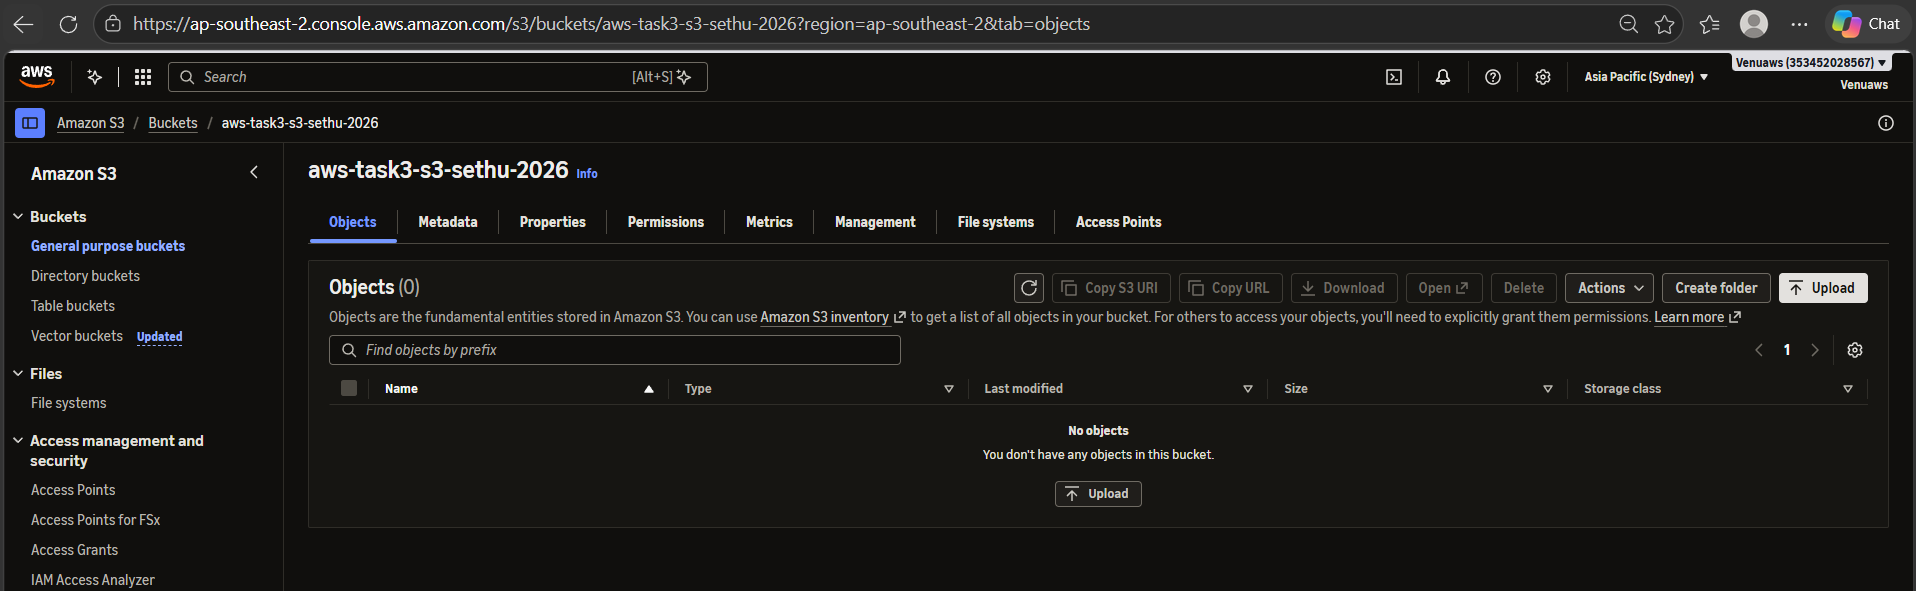 https://ap-southeast-2.console.aws.amazon.com/s3/buckets/aws-task3-s3-sethu-2026?region=ap-southeast-2&tab=objects
Chat
aws
Search
[Alt+S]
Asia Pacific (Sydney)
Venuaws (353452028567)
Venuaws
Amazon S3 / Buckets / aws-task3-s3-sethu-2026
Amazon S3
Buckets
General purpose buckets
Directory buckets
Table buckets
Vector buckets Updated
Files
File systems
Access management and
security
Access Points
Access Points for FSx
Access Grants
IAM Access Analyzer
aws-task3-s3-sethu-2026 Info
Objects Metadata Properties Permissions Metrics Management File systems Access Points
Objects (0)
Copy S3 URI Copy URL Download Open Delete Actions Create folder Upload
Objects are the fundamental entities stored in Amazon S3. You can use Amazon S3 inventory to get a list of all objects in your bucket. For others to access your objects, you'll need to explicitly grant them permissions. Learn more
Find objects by prefix
1
Name Type Last modified Size Storage class
No objects
You don't have any objects in this bucket.
Upload